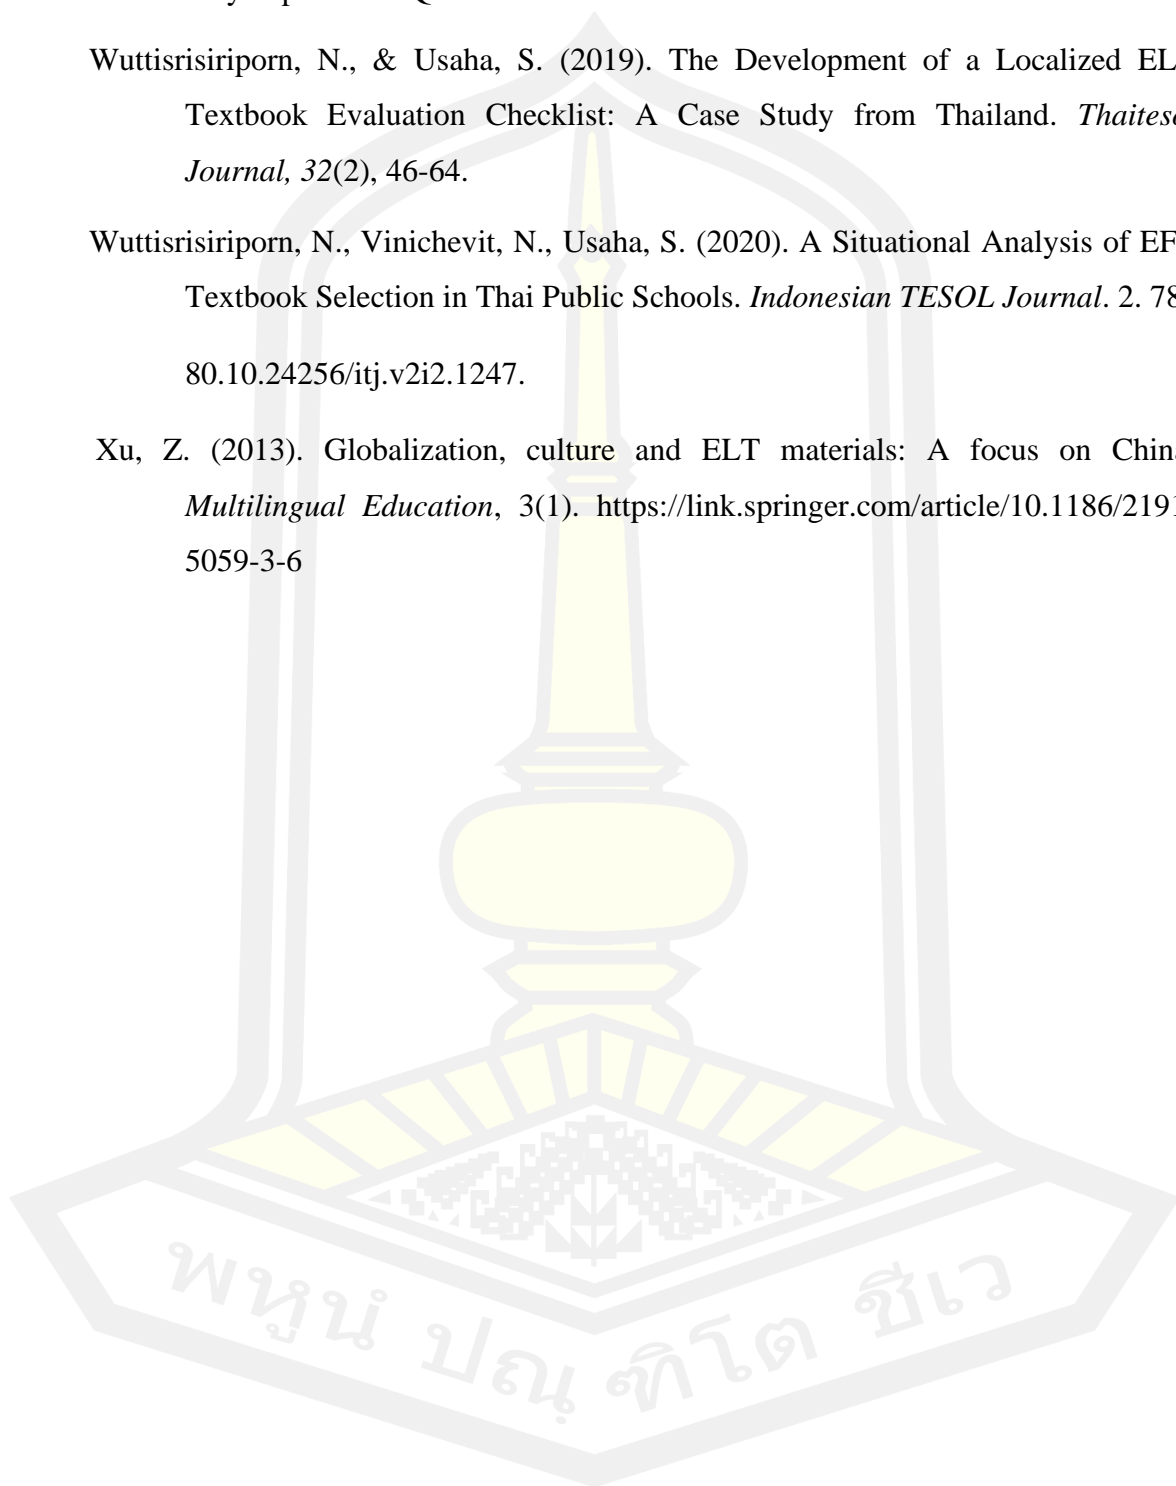 Wuttisrisiriporn, N., & Usaha, S. (2019). The Development of a Localized EL
Textbook Evaluation Checklist: A Case Study from Thailand. Thaiteso
Journal, 32(2), 46-64.
Wuttisrisiriporn, N., Vinichevit, N., Usaha, S. (2020). A Situational Analysis of EF
Textbook Selection in Thai Public Schools. Indonesian TESOL Journal. 2. 78
80.10.24256/itj.v2i2.1247.
Xu, Z. (2013). Globalization, culture and ELT materials: A focus on China
Multilingual Education, 3(1). https://link.springer.com/article/10.1186/2191
5059-3-6
พหูนํ ปณฺฑิโต ชีเว